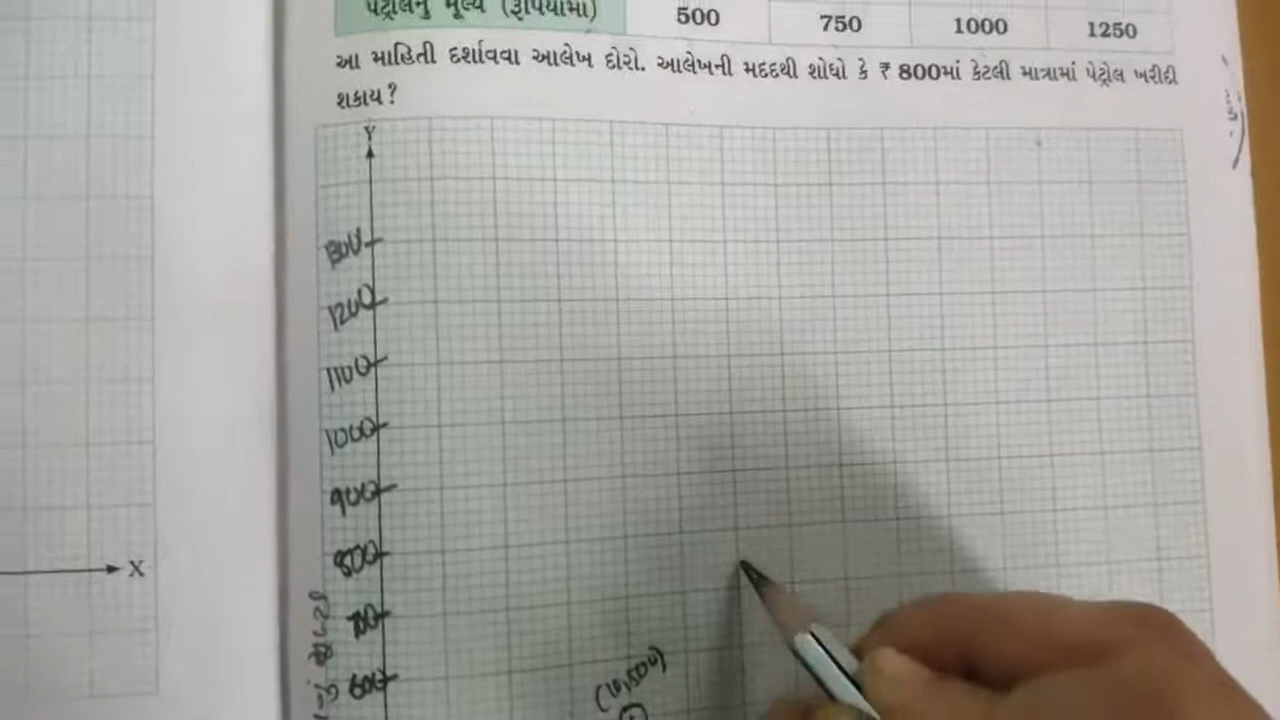 પેટ્રોલનું મૂલ્ય (રૂપિયામાં) 500 750 1000 1250
આ માહિતી દર્શાવવા આલેખ દોરો. આલેખની મદદથી શોધો કે ₹ 800માં કેટલી માત્રામાં પેટ્રોલ ખરીદી
શકાય ?
Y
1300
1200
1100
1000
900
800
X
700
600
(10,500)